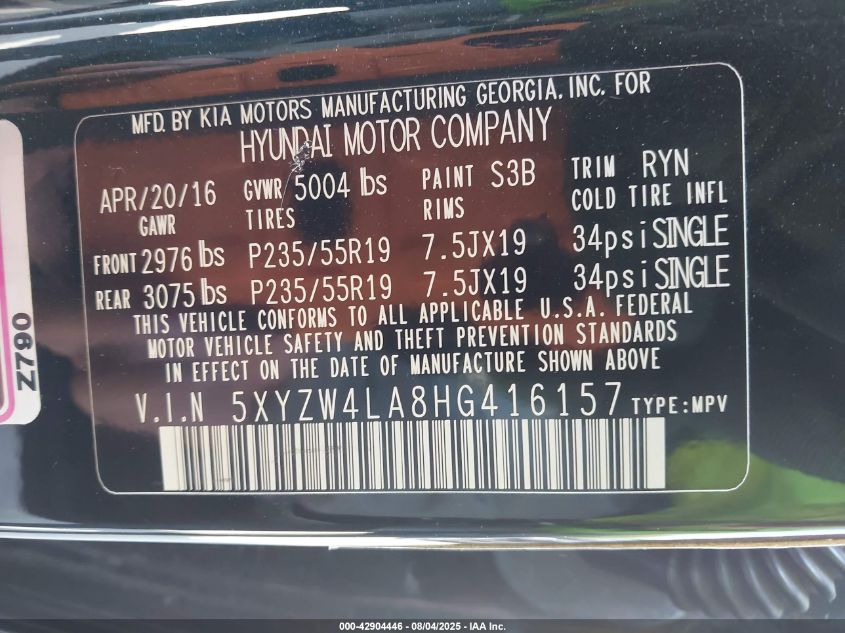 MFD. BY KIA MOTORS MANUFACTURING GEORGIA, INC. FOR
HYUNDAI MOTOR COMPANY
APR/20/16 GVWR 5004 lbs PAINT S3B TRIM RYN
GAWR TIRES RIMS COLD TIRE INFL
FRONT 2976 lbs P235/55R19 7.5JX19 34psi SINGLE
REAR 3075 lbs P235/55R19 7.5JX19 34psi SINGLE
THIS VEHICLE CONFORMS TO ALL APPLICABLE U.S.A. FEDERAL
MOTOR VEHICLE SAFETY AND THEFT PREVENTION STANDARDS
IN EFFECT ON THE DATE OF MANUFACTURE SHOWN ABOVE
V.I.N 5XYZW4LA8HG416157 TYPE:MPV
Z790
000-42904446 - 08/04/2025 - IAA Inc.